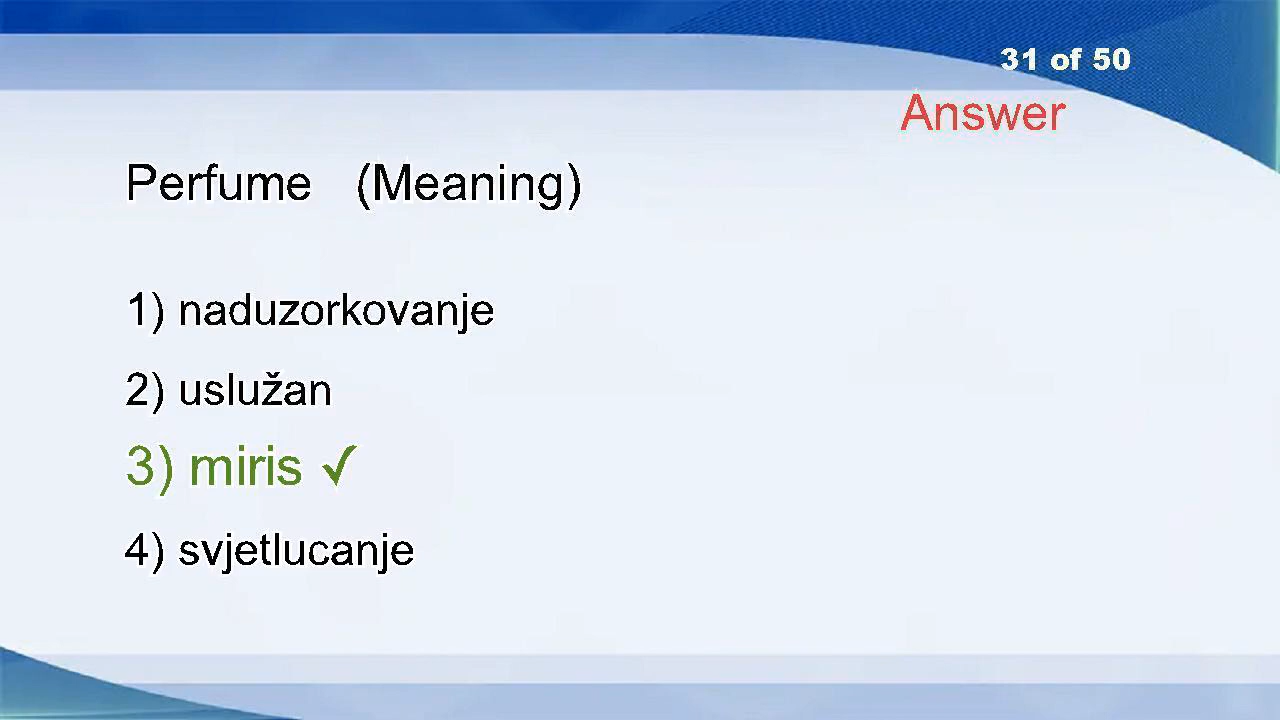 31 of 50
Answer
Perfume (Meaning)
1) naduzorkovanje
2) uslužan
3) miris ✓
4) svjetlucanje